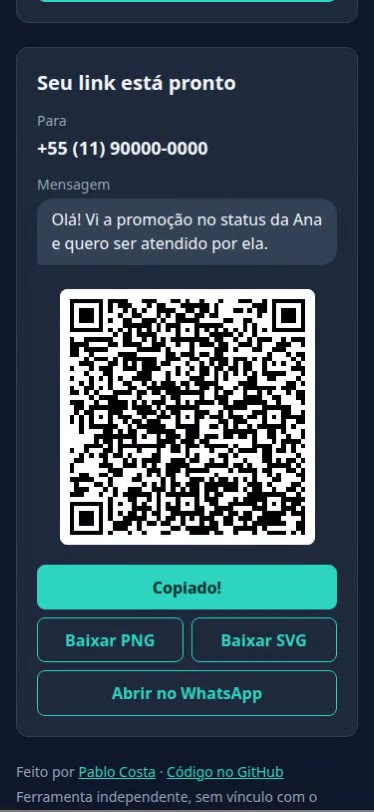 Seu link está pronto
Para
+55 (11) 90000-0000
Mensagem
Olá! Vi a promoção no status da Ana
e quero ser atendido por ela.
Copiado!
Baixar PNG
Baixar SVG
Abrir no WhatsApp
Feito por Pablo Costa · Código no GitHub
Ferramenta independente, sem vínculo com o